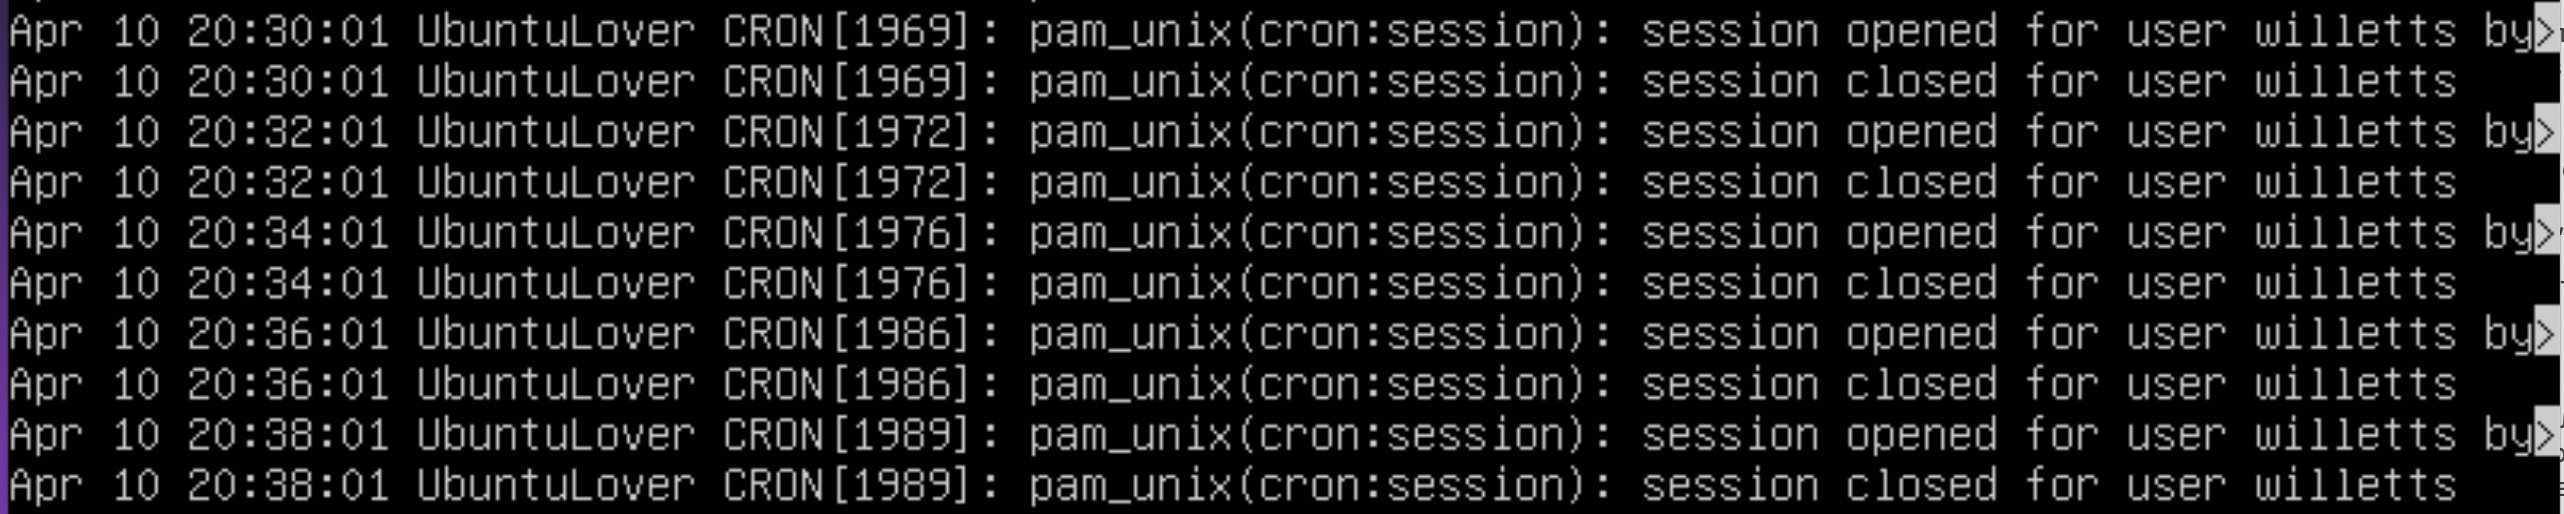 Apr 10 20:30:01 UbuntuLover CRON[1969]: pam_unix(cron:session): session opened for user willetts by>
Apr 10 20:30:01 UbuntuLover CRON[1969]: pam_unix(cron:session): session closed for user willetts
Apr 10 20:32:01 UbuntuLover CRON[1972]: pam_unix(cron:session): session opened for user willetts by>
Apr 10 20:32:01 UbuntuLover CRON[1972]: pam_unix(cron:session): session closed for user willetts
Apr 10 20:34:01 UbuntuLover CRON[1976]: pam_unix(cron:session): session opened for user willetts by>
Apr 10 20:34:01 UbuntuLover CRON[1976]: pam_unix(cron:session): session closed for user willetts
Apr 10 20:36:01 UbuntuLover CRON[1986]: pam_unix(cron:session): session opened for user willetts by>
Apr 10 20:36:01 UbuntuLover CRON[1986]: pam_unix(cron:session): session closed for user willetts
Apr 10 20:38:01 UbuntuLover CRON[1989]: pam_unix(cron:session): session opened for user willetts by>
Apr 10 20:38:01 UbuntuLover CRON[1989]: pam_unix(cron:session): session closed for user willetts